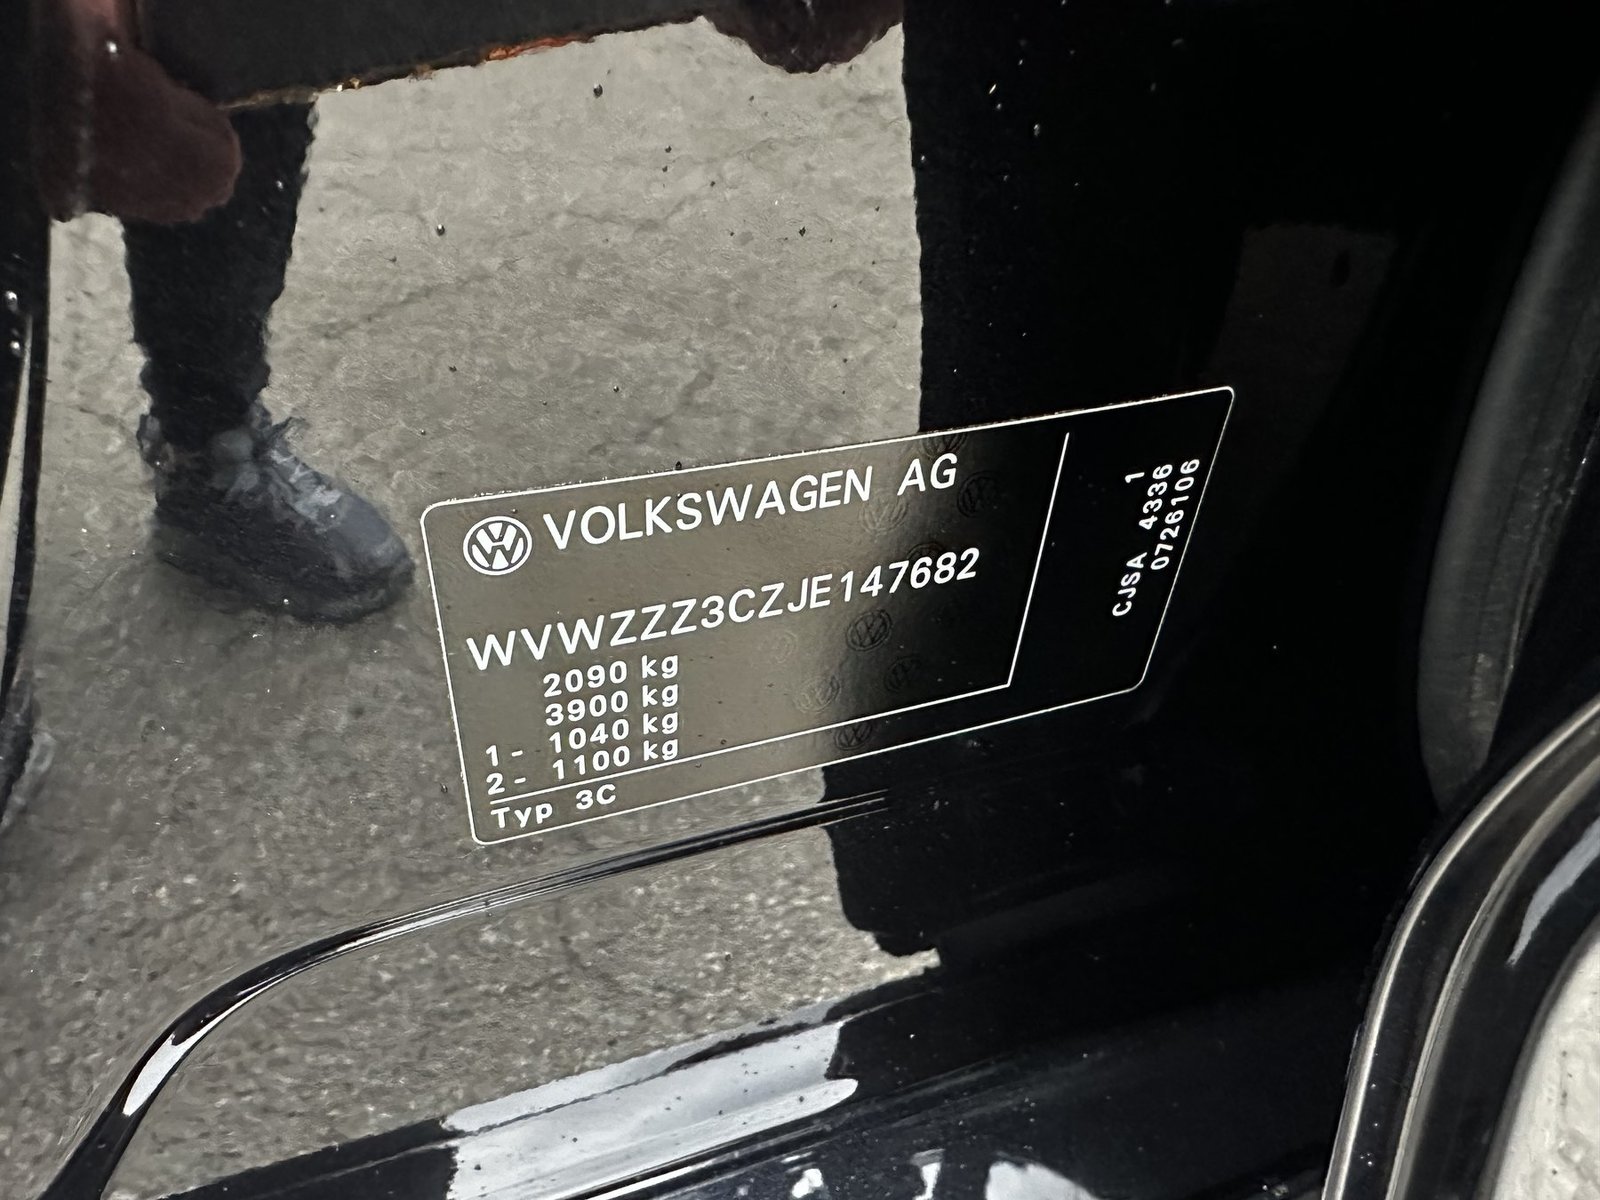 VOLKSWAGEN AG
WVWZZZ3CZJE147682
2090 kg
3900 kg
1- 1040 kg
2- 1100 kg
Typ 3C
1
CJSA 4336
0726106